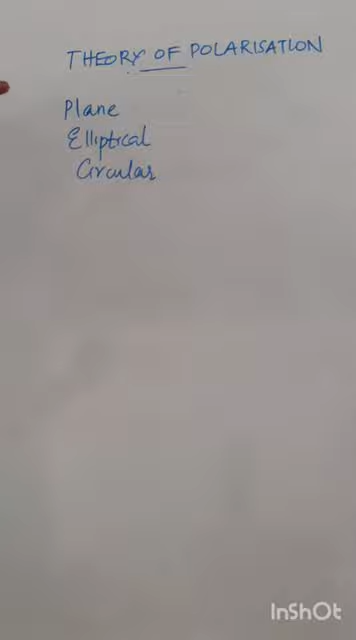 THEORY OF POLARISATION
Plane
Elliptical
Circular
InShOt